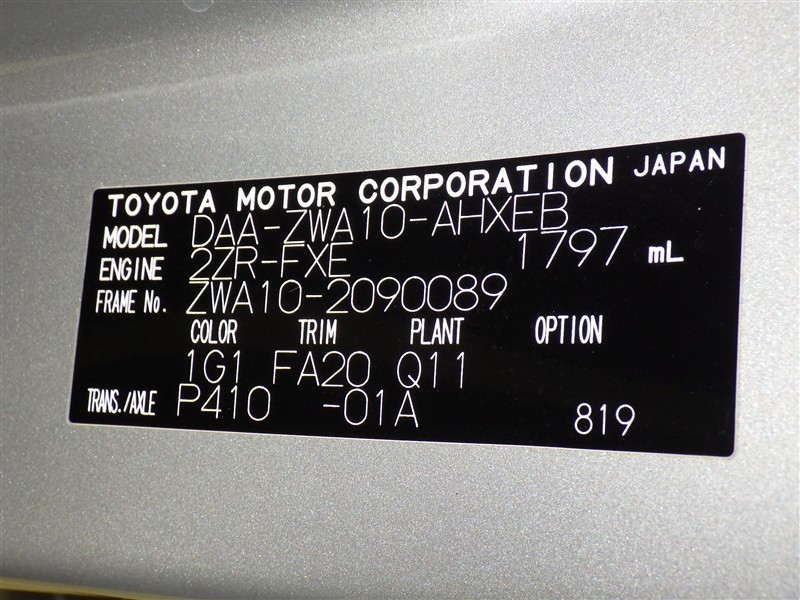 TOYOTA MOTOR CORPORATION JAPAN
MODEL DAA-ZWA10-AHXEB
ENGINE 2ZR-FXE 1797 mL
FRAME No. ZWA10-2090089
COLOR TRIM PLANT OPTION
1G1 FA20 Q11
TRANS./AXLE P410 -01A 819